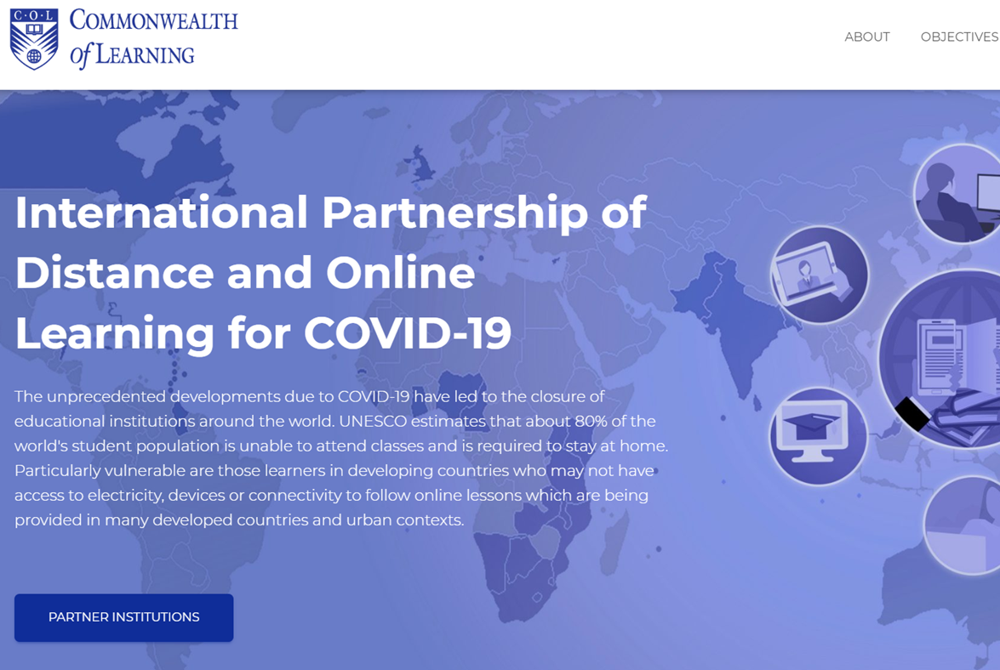 C·O·L
COMMONWEALTH
of LEARNING
ABOUT
OBJECTIVES
International Partnership of
Distance and Online
Learning for COVID-19
The unprecedented developments due to COVID-19 have led to the closure of
educational institutions around the world. UNESCO estimates that about 80% of the
world's student population is unable to attend classes and is required to stay at home.
Particularly vulnerable are those learners in developing countries who may not have
access to electricity, devices or connectivity to follow online lessons which are being
provided in many developed countries and urban contexts.
PARTNER INSTITUTIONS